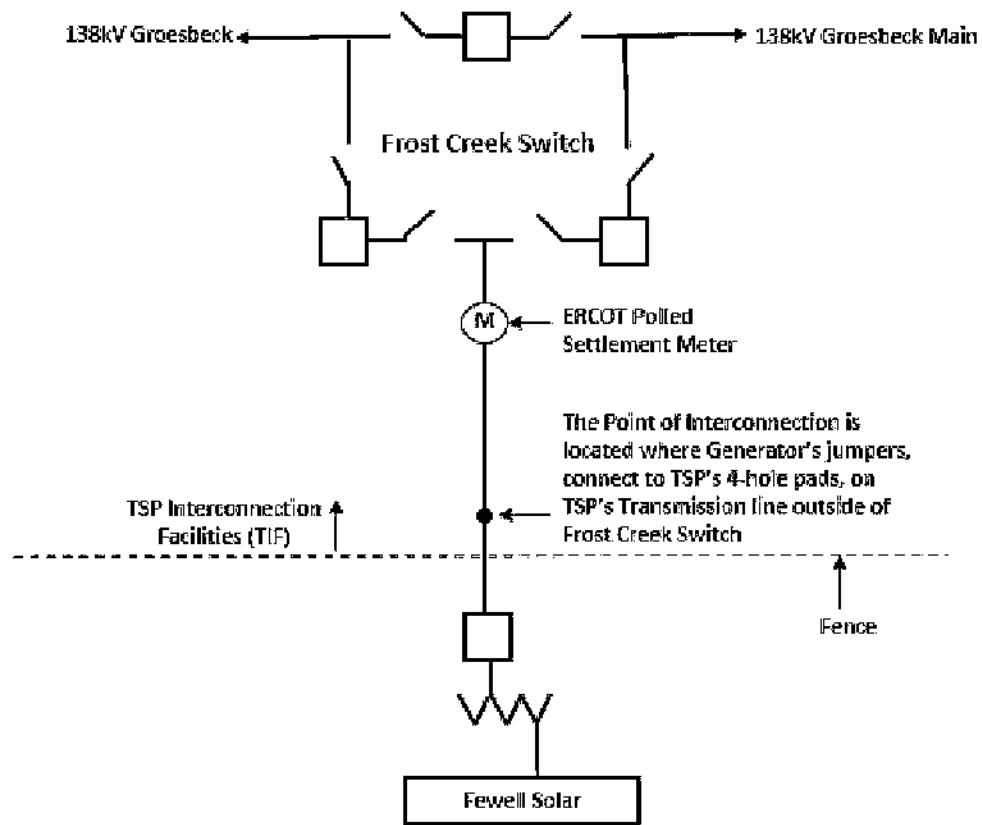 138kV Groesbeck
138kV Groesbeck Main
Frost Creek Switch
M
ERCOT Polled
Settlement Meter
The Point of Interconnection is
located where Generator's jumpers,
connect to TSP's 4-hole pads, on
TSP's Transmission line outside of
Frost Creek Switch
TSP Interconnection
Facilities (TIF)
Fence
Fewell Solar